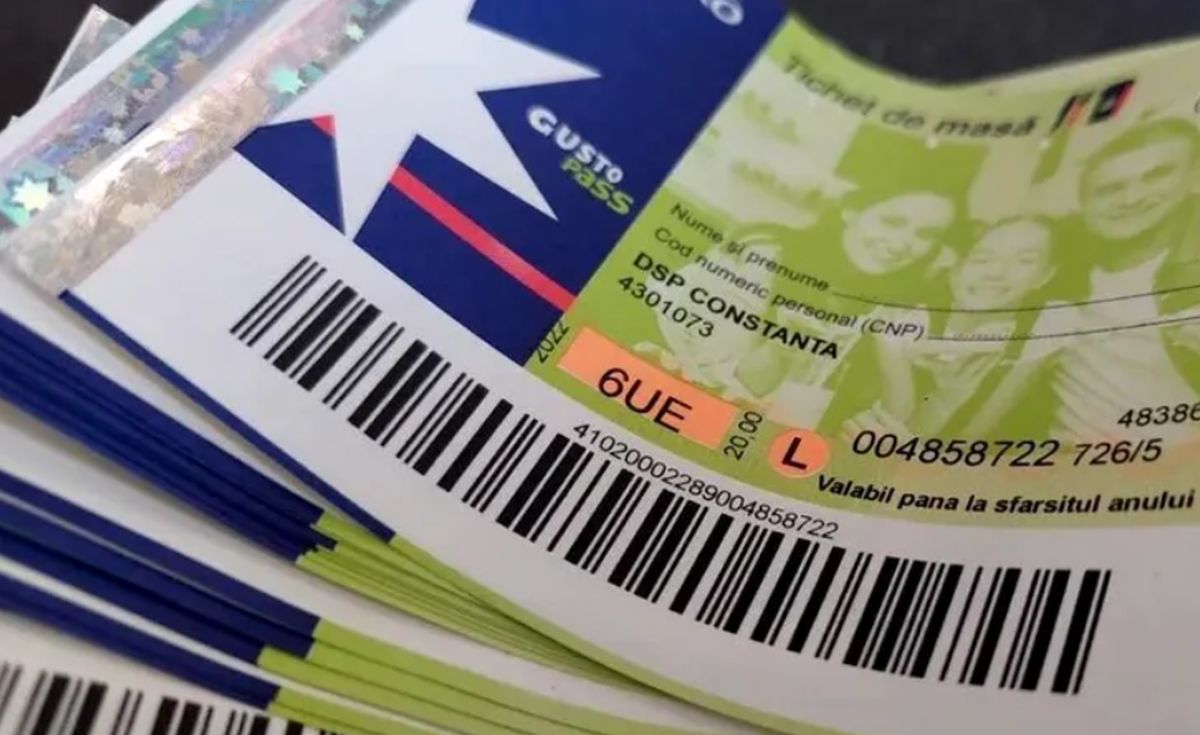 GUSTO
PASS
Tichet de masă
Nume și prenume
Cod numeric personal (CNP)
DSP CONSTANTA
4301073
2022
6UE
20,00
L
48386
004858722 726/5
Valabil pana la sfarsitul anului
41020002289004858722